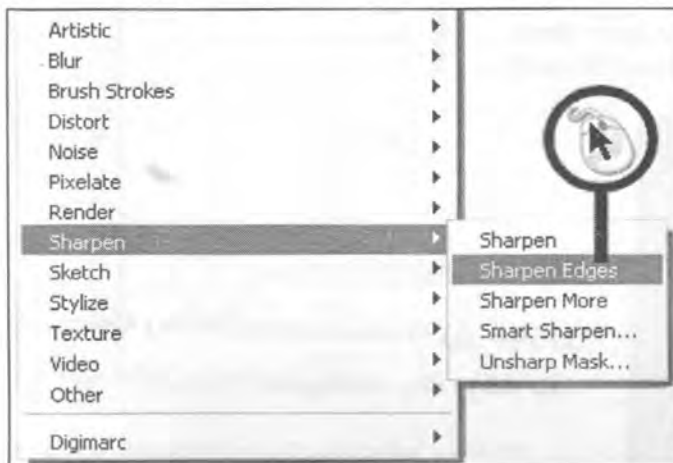 Artistic
Blur
Brush Strokes
Distort
Noise
Pixelate
Render
Sharpen
Sketch
Stylize
Texture
Video
Other
Digimarc
Sharpen
Sharpen Edges
Sharpen More
Smart Sharpen...
Unsharp Mask...